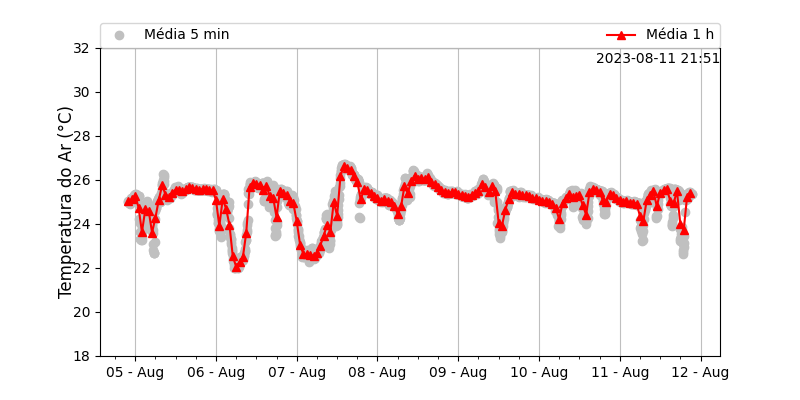 Média 5 min
Média 1 h
2023-08-11 21:51
Temperatura do Ar (°C)
32
30
28
26
24
22
20
18
05 - Aug
06 - Aug
07 - Aug
08 - Aug
09 - Aug
10 - Aug
11 - Aug
12 - Aug